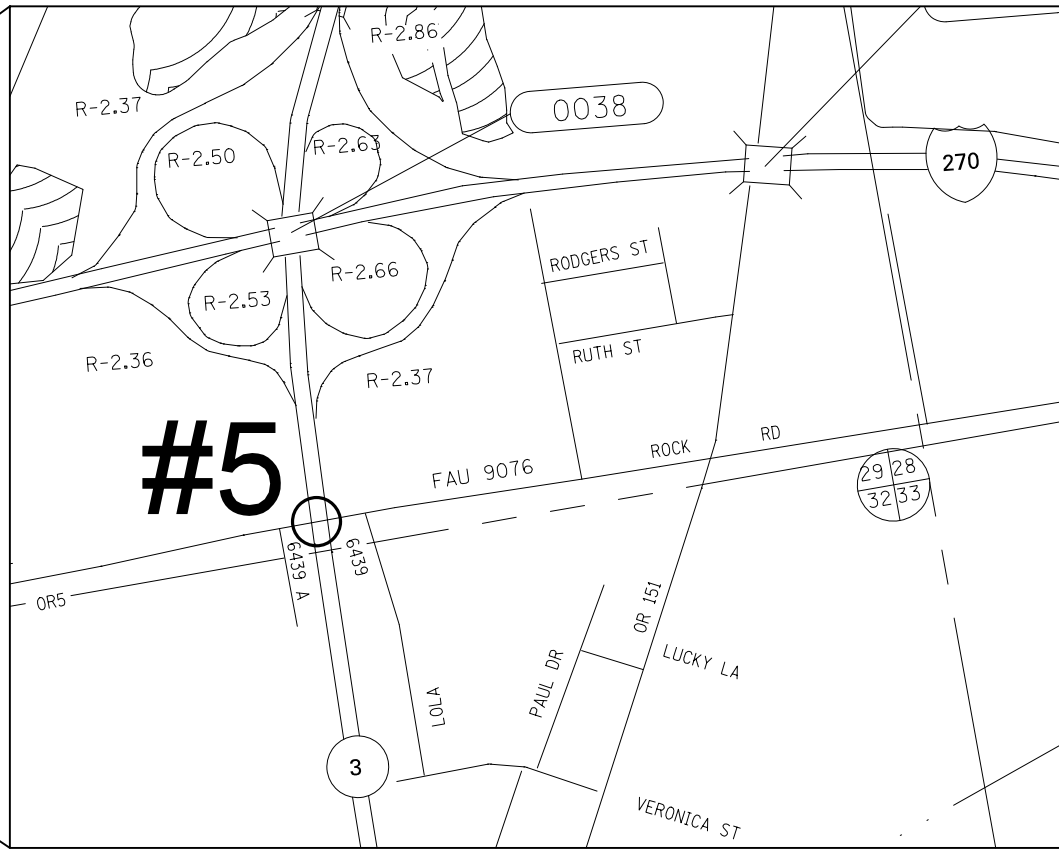 R-2.86
R-2.37
0038
R-2.50
R-2.63
270
RODGERS ST
R-2.66
R-2.53
RUTH ST
R-2.36
R-2.37
#5
ROCK RD
FAU 9076
29 28
32 33
6439 A
6439
OR5
OR 151
LUCKY LA
PAUL DR
LOLA
3
VERONICA ST